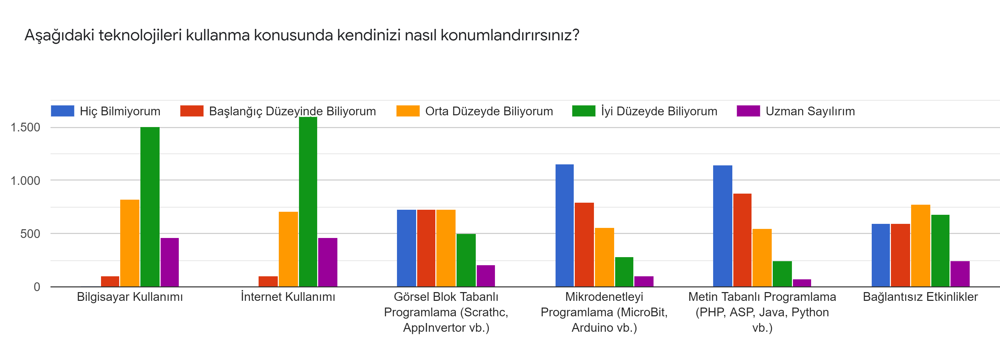 Aşağıdaki teknolojileri kullanma konusunda kendinizi nasıl konumlandırırsınız?
Hiç Bilmiyorum Başlanğıç Düzeyinde Biliyorum Orta Düzeyde Biliyorum İyi Düzeyde Biliyorum Uzman Sayılırım
1.500
1.000
500
0
Bilgisayar Kullanımı
İnternet Kullanımı
Görsel Blok Tabanlı
Programlama (Scrathc,
AppInvertor vb.)
Mikrodenetleyi
Programlama (MicroBit,
Arduino vb.)
Metin Tabanlı Programlama
(PHP, ASP, Java, Python
vb.)
Bağlantısız Etkinlikler